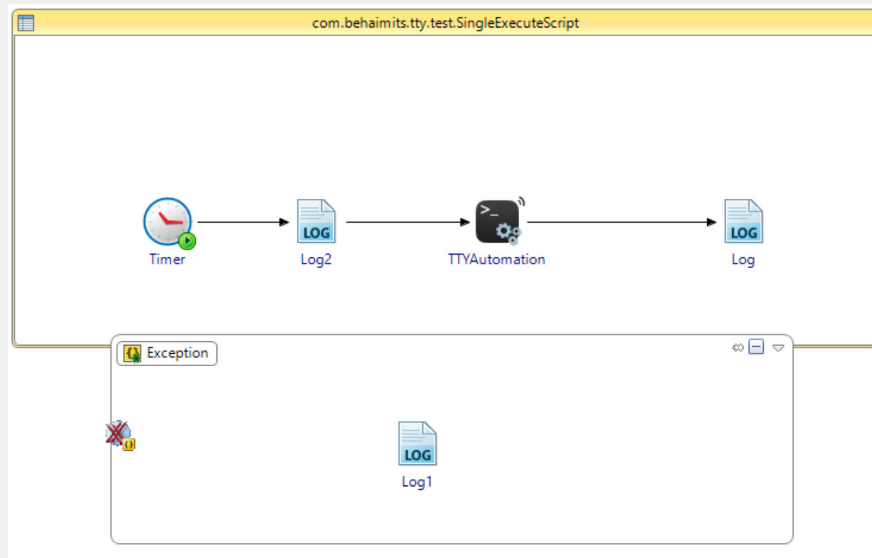 com.behaimits.tty.test.SingleExecuteScript
LOG
>_
LOG
Timer
Log2
TTYAutomation
Log
Exception
LOG
Log1